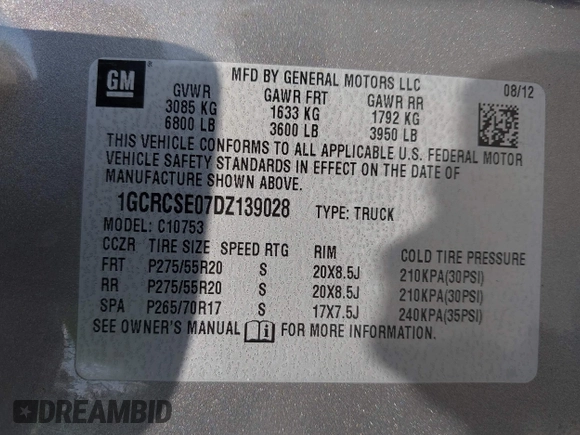 GM ®
MFD BY GENERAL MOTORS LLC
08/12
GVWR GAWR FRT GAWR RR
3085 KG 1633 KG 1792 KG
6800 LB 3600 LB 3950 LB
THIS VEHICLE CONFORMS TO ALL APPLICABLE U.S. FEDERAL MOTOR
VEHICLE SAFETY STANDARDS IN EFFECT ON THE DATE OF
MANUFACTURE SHOWN ABOVE.
1GCRCSE07DZ139028 TYPE: TRUCK
MODEL: C10753
CCZR TIRE SIZE SPEED RTG RIM COLD TIRE PRESSURE
FRT P275/55R20 S 20X8.5J 210KPA(30PSI)
RR P275/55R20 S 20X8.5J 210KPA(30PSI)
SPA P265/70R17 S 17X7.5J 240KPA(35PSI)
SEE OWNER'S MANUAL FOR MORE INFORMATION.
DREAMBID